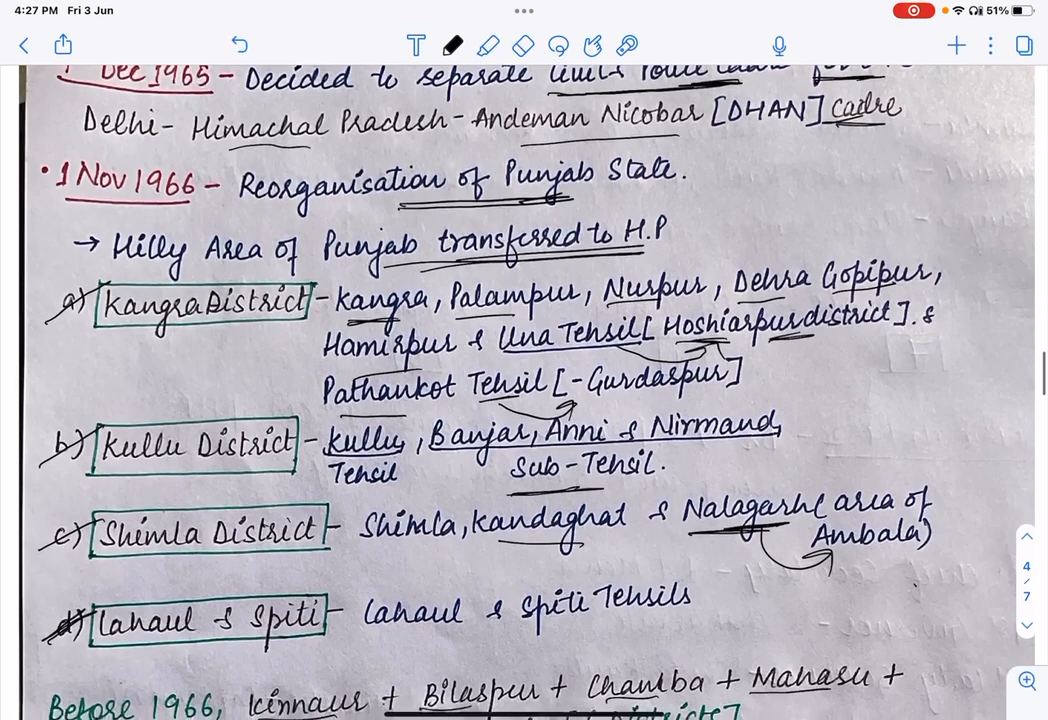 4:27 PM Fri 3 Jun
51%
1 Dec 1965 - Decided to separate
Delhi- Himachal Pradesh - Andeman Nicobar [DHAN] cadre
• 1 Nov 1966 - Reorganisation of Punjab State.
→ Hilly Area of Punjab transferred to H.P
a) Kangra District - Kangra, Palampur, Nurpur, Dehra Gopipur,
Hamirpur & Una Tehsil [Hoshiarpur district]. &
Pathankot Tehsil [-Gurdaspur]
b) Kullu District - Kullu, Banjar, Anni & Nirmand,
Tehsil Sub-Tehsil.
c) Shimla District - Shimla, Kandaghat & Nalagarh (area of
Ambala)
d) Lahaul & Spiti - Lahaul & Spiti Tehsils
4
/
7
Before 1966, Kinnaur + Bilaspur + Chamba + Mahasu +